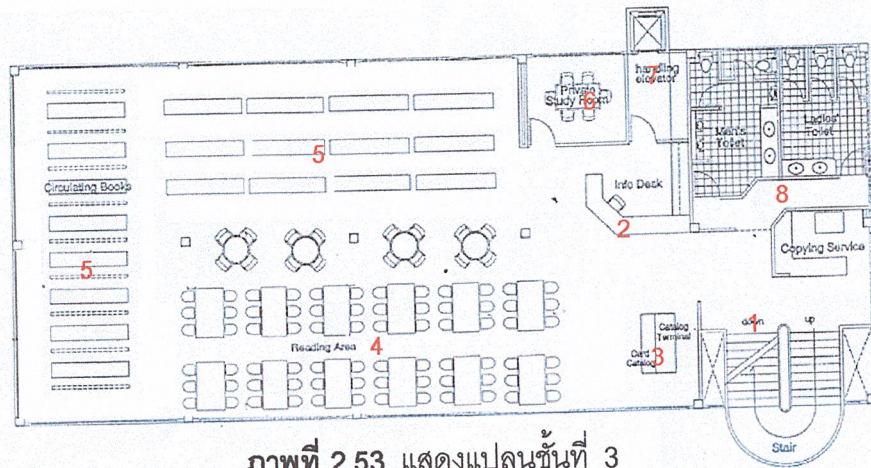 handling
elevator
7
Private
Study Room
6
Men's
Toilet
Ladies'
Toilet
5
Circulating Books
Info Desk
8
2
Copying Service
5
1
down
up
Reading Area
4
Catalog
Terminal
Card
Catalog
3
Stair
ภาพที่ 2.53 แสดงแปลนชั้นที่ 3